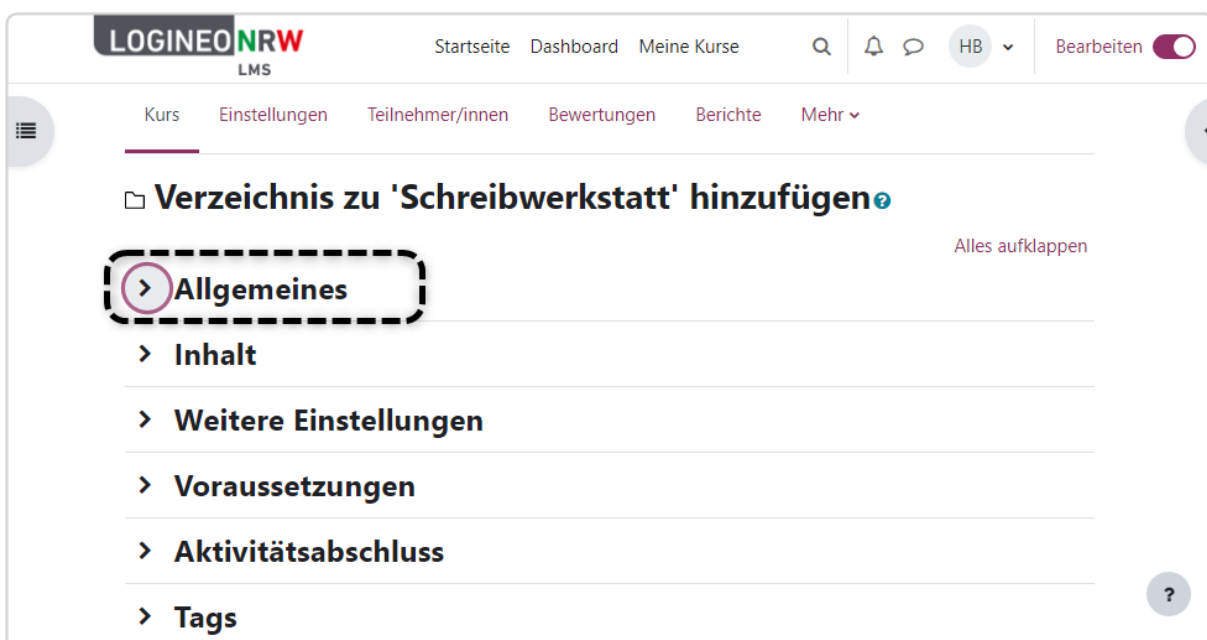 LOGINEO NRW
LMS
Startseite Dashboard Meine Kurse HB Bearbeiten
Kurs Einstellungen Teilnehmer/innen Bewertungen Berichte Mehr
Verzeichnis zu 'Schreibwerkstatt' hinzufügen?
Alles aufklappen
Allgemeines
Inhalt
Weitere Einstellungen
Voraussetzungen
Aktivitätsabschluss
Tags
?